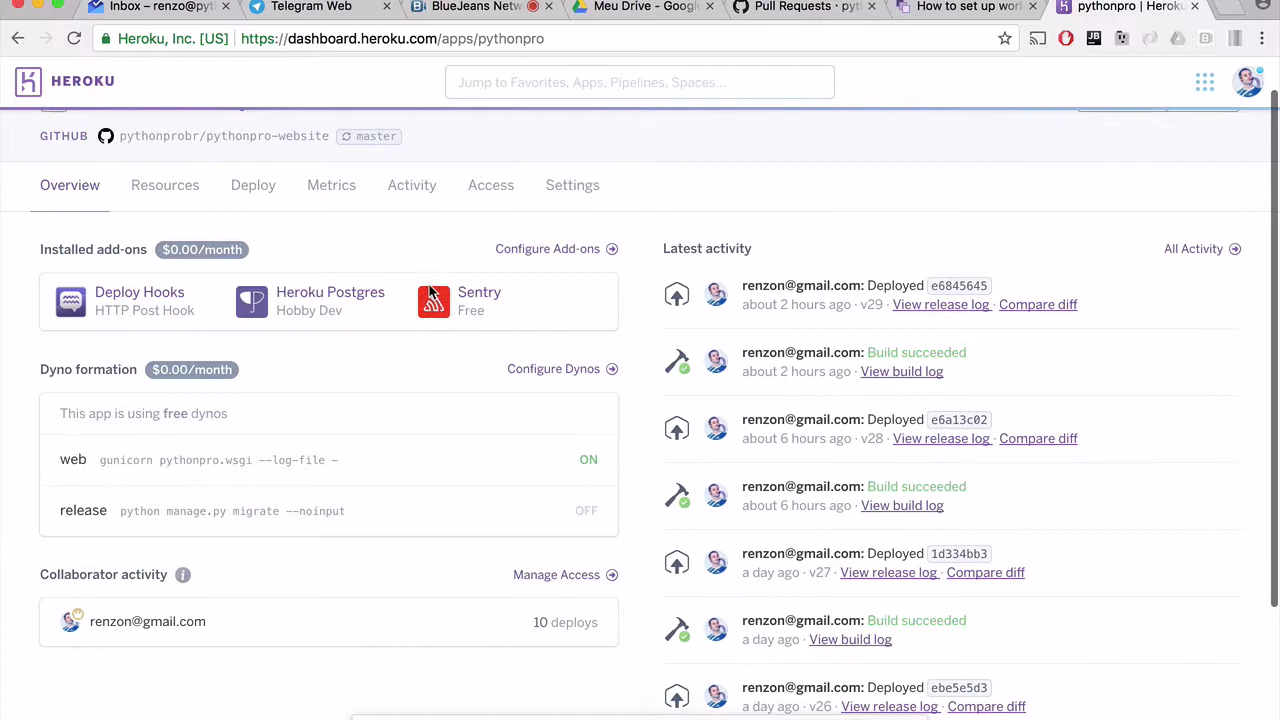 Inbox – renzo@pyt
Telegram Web
BlueJeans Netw
Meu Drive - Googl
Pull Requests · pytho
How to set up work
pythonpro | Heroku
Heroku, Inc. [US]
https://dashboard.heroku.com/apps/pythonpro
HEROKU
Jump to Favorites, Apps, Pipelines, Spaces...
GITHUB pythonprobr/pythonpro-website master
Overview Resources Deploy Metrics Activity Access Settings
Installed add-ons $0.00/month Configure Add-ons
Deploy Hooks
HTTP Post Hook
Heroku Postgres
Hobby Dev
Sentry
Free
Dyno formation $0.00/month Configure Dynos
This app is using free dynos
web gunicorn pythonpro.wsgi --log-file - ON
release python manage.py migrate --noinput OFF
Collaborator activity Manage Access
renzon@gmail.com 10 deploys
Latest activity All Activity
renzon@gmail.com: Deployed e6845645
about 2 hours ago · v29 · View release log · Compare diff
renzon@gmail.com: Build succeeded
about 2 hours ago · View build log
renzon@gmail.com: Deployed e6a13c02
about 6 hours ago · v28 · View release log · Compare diff
renzon@gmail.com: Build succeeded
about 6 hours ago · View build log
renzon@gmail.com: Deployed 1d334bb3
a day ago · v27 · View release log · Compare diff
renzon@gmail.com: Build succeeded
a day ago · View build log
renzon@gmail.com: Deployed ebe5e5d3
a day ago · v26 · View release log · Compare diff